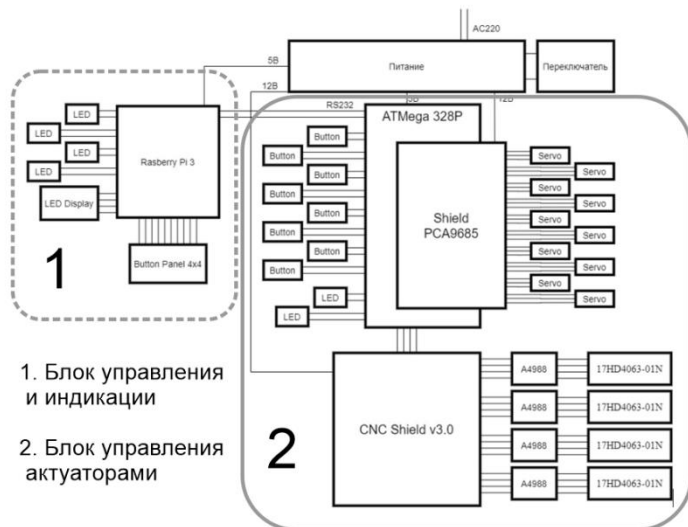 AC220
5В
Питание
Переключатель
12В
5В
12В
RS232
ATMega 328P
LED
LED
LED
LED
LED Display
Rasberry Pi 3
Button Panel 4x4
1
Button
Button
Button
Button
Button
Button
Button
Button
Button
Button
LED
LED
Shield
PCA9685
Servo
Servo
Servo
Servo
Servo
Servo
Servo
Servo
Servo
Servo
1. Блок управления
и индикации
2. Блок управления
актуаторами
2
CNC Shield v3.0
A4988
17HD4063-01N
A4988
17HD4063-01N
A4988
17HD4063-01N
A4988
17HD4063-01N